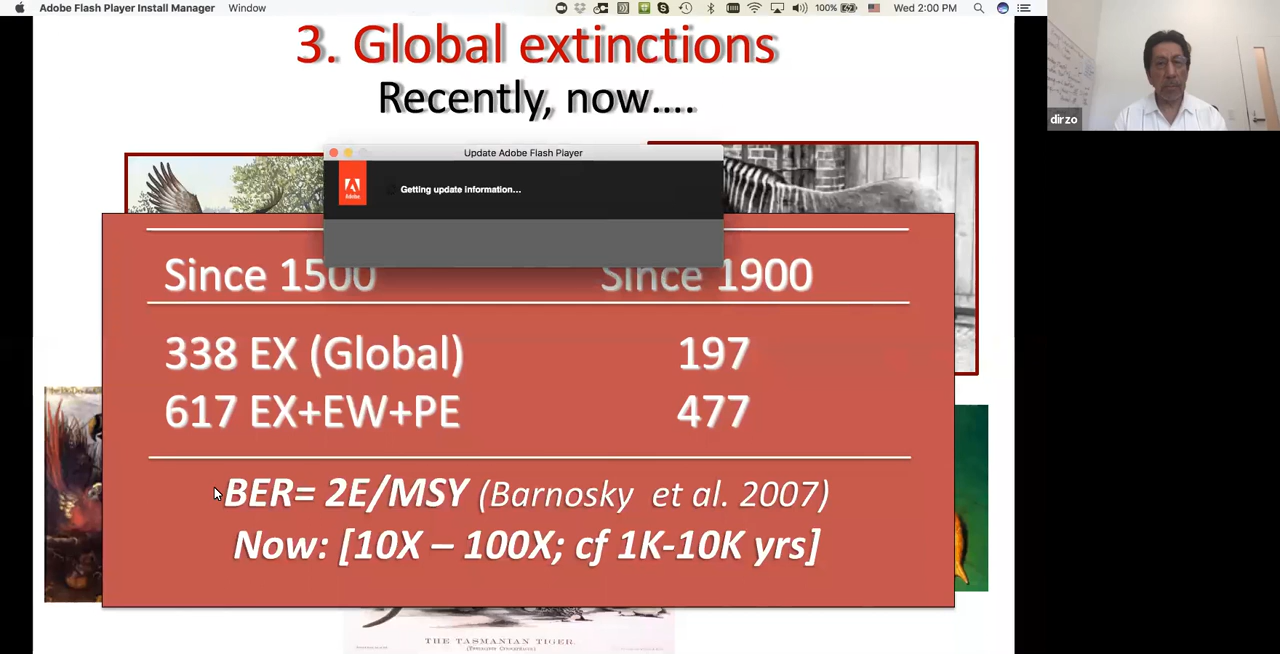 Adobe Flash Player Install Manager Window
100% Wed 2:00 PM
3. Global extinctions
Recently, now....
dirzo
Update Adobe Flash Player
Adobe
Getting update information...
Since 1500 Since 1900
338 EX (Global) 197
617 EX+EW+PE 477
BER= 2E/MSY (Barnosky et al. 2007)
Now: [10X – 100X; cf 1K-10K yrs]
THE TASMANIAN TIGER